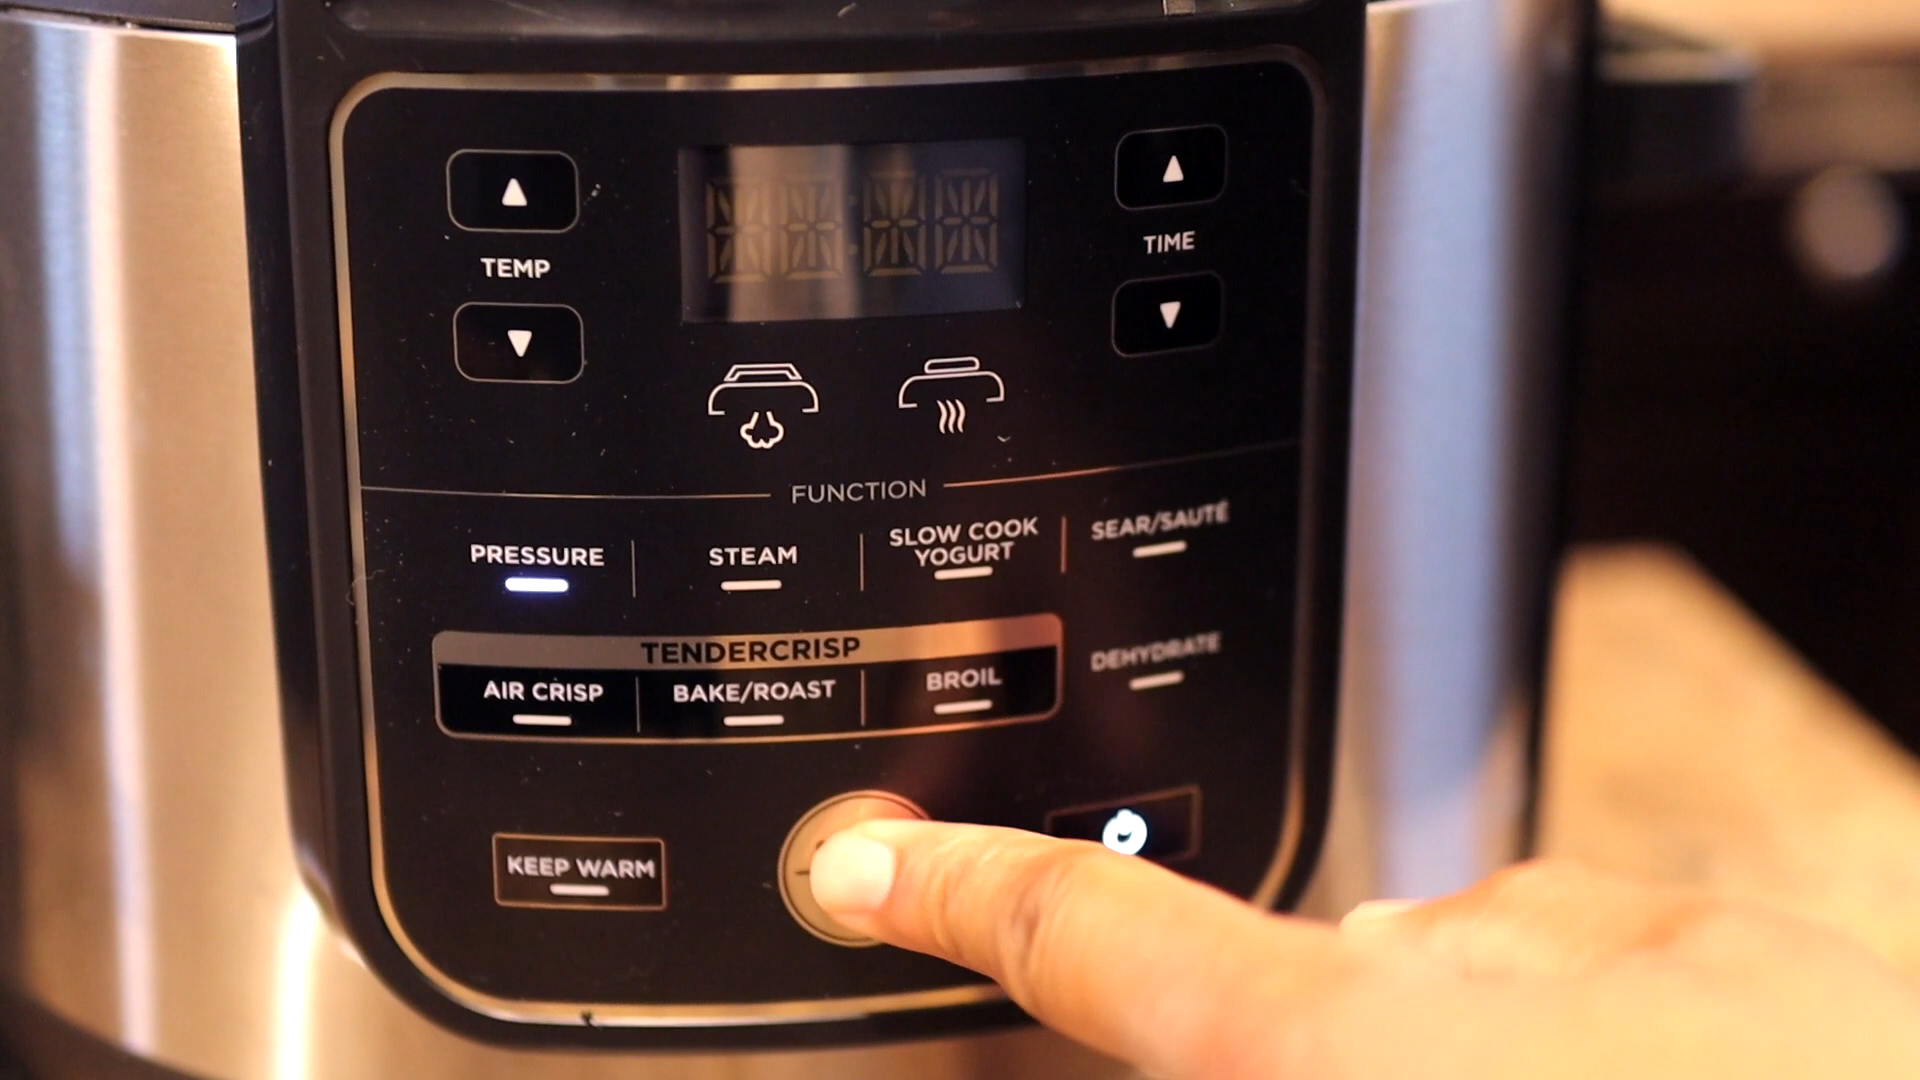 TEMP
TIME
FUNCTION
PRESSURE
STEAM
SLOW COOK
YOGURT
SEAR/SAUTÉ
TENDERCRISP
AIR CRISP
BAKE/ROAST
BROIL
DEHYDRATE
KEEP WARM